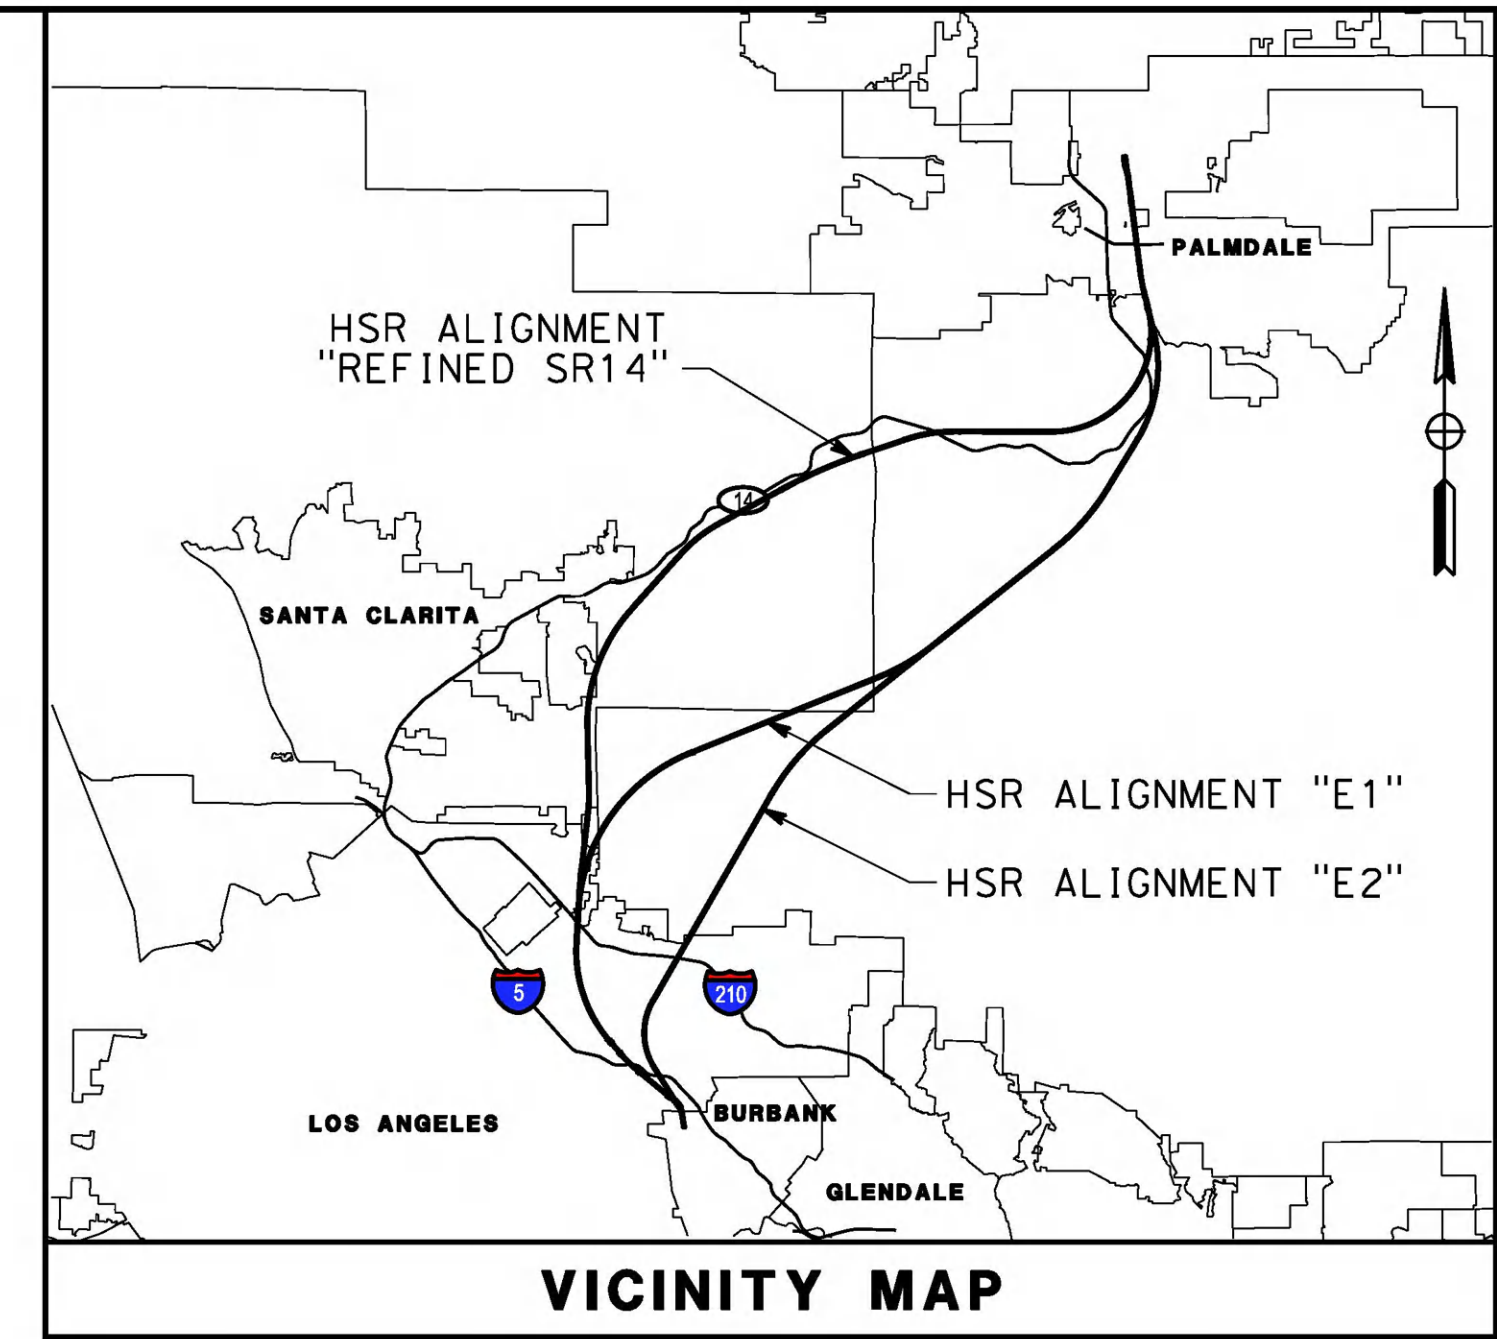 PALMDALE
HSR ALIGNMENT
"REFINED SR14"
14
SANTA CLARITA
HSR ALIGNMENT "E1"
HSR ALIGNMENT "E2"
5
210
BURBANK
LOS ANGELES
GLENDALE
VICINITY MAP